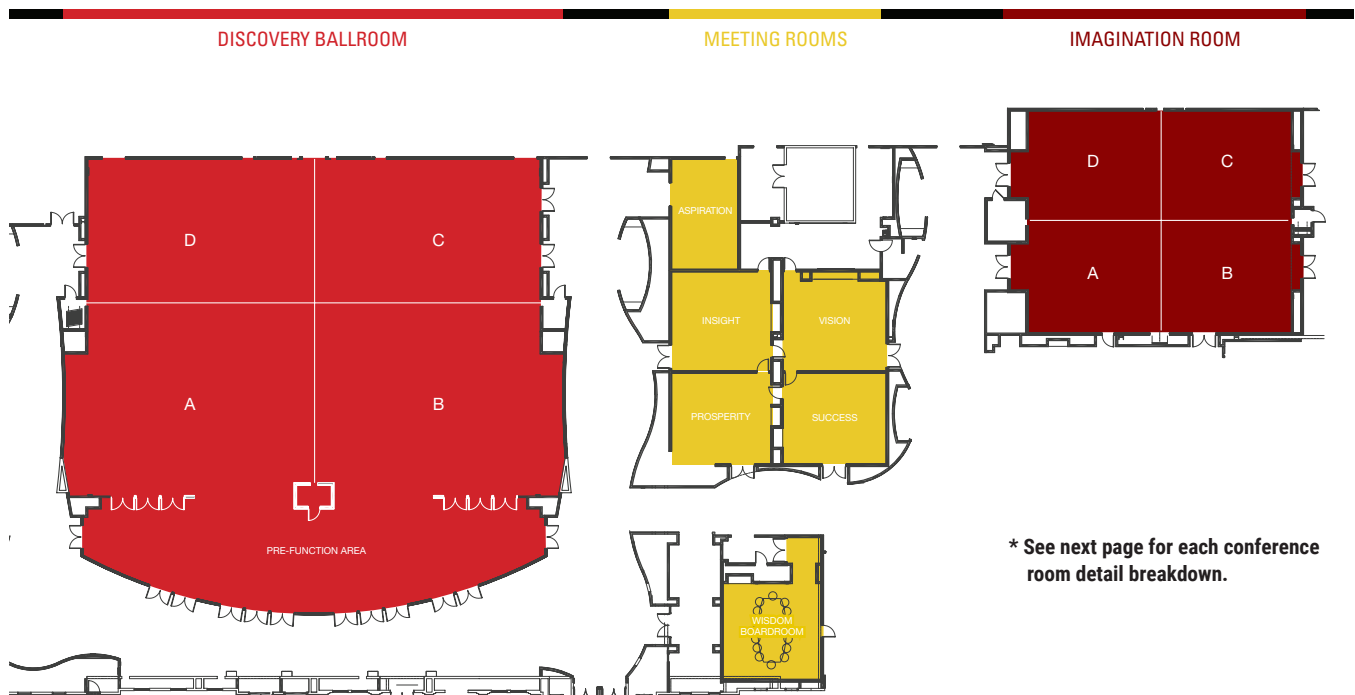 DISCOVERY BALLROOM
MEETING ROOMS
IMAGINATION ROOM
D
C
A
B
PRE-FUNCTION AREA
ASPIRATION
INSIGHT
VISION
PROSPERITY
SUCCESS
WISDOM
BOARDROOM
D
C
A
B
* See next page for each conference
room detail breakdown.